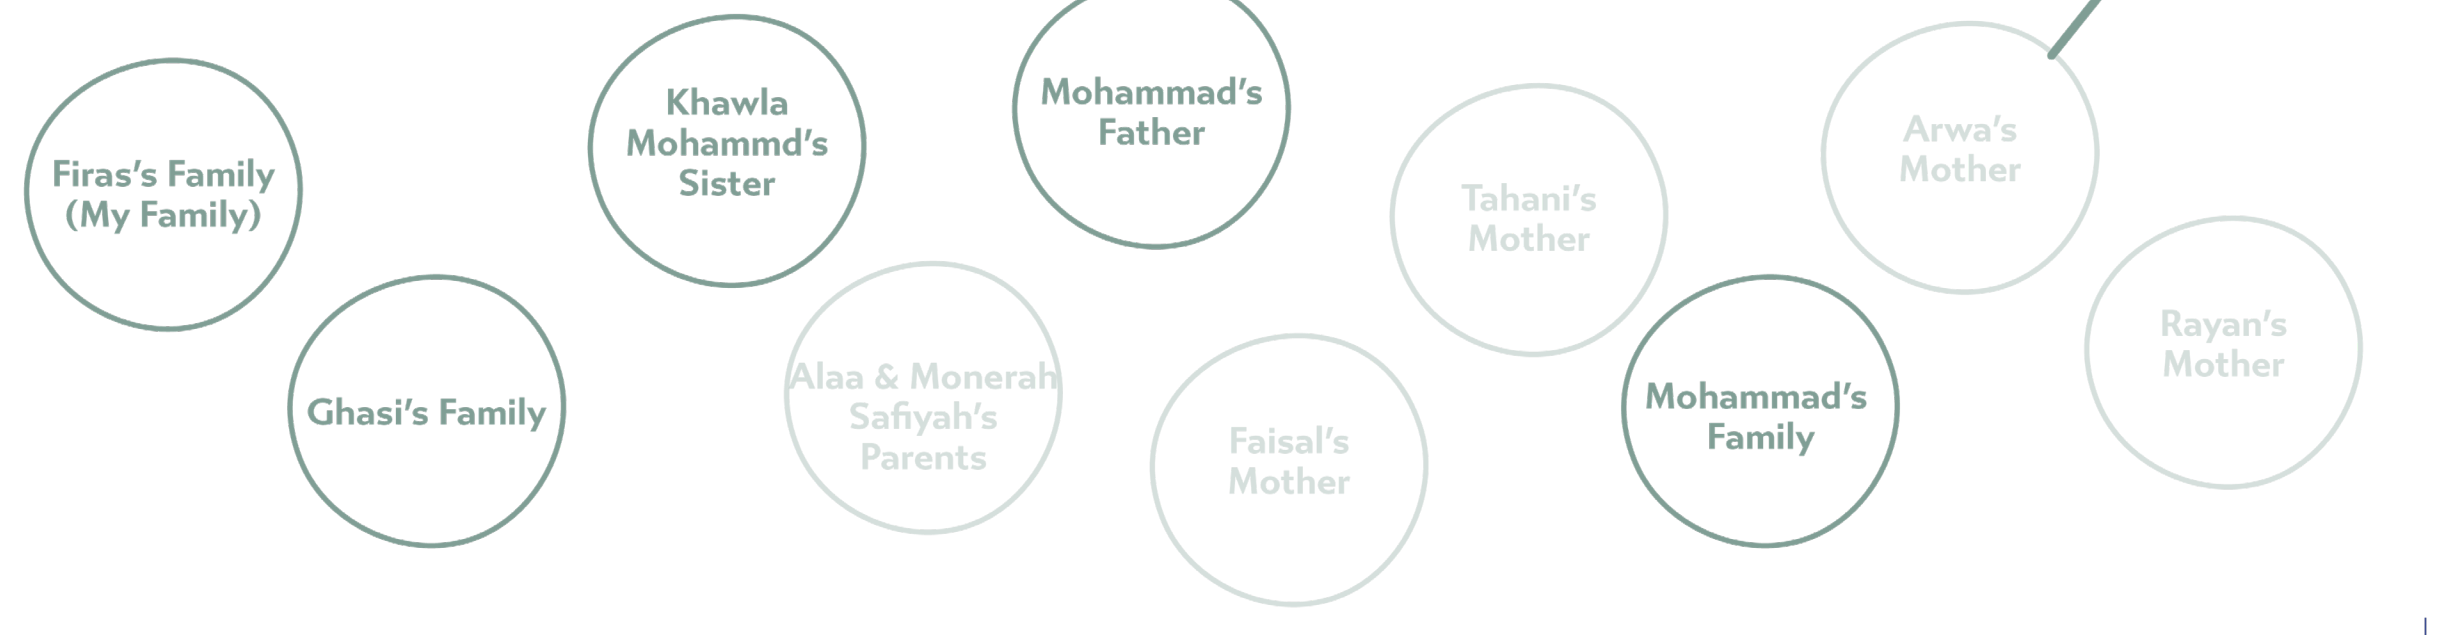 Firas's Family
(My Family)
Ghasi's Family
Khawla
Mohammd's
Sister
Alaa & Monerah
Safiyah's
Parents
Mohammad's
Father
Faisal's
Mother
Tahani's
Mother
Mohammad's
Family
Arwa's
Mother
Rayan's
Mother